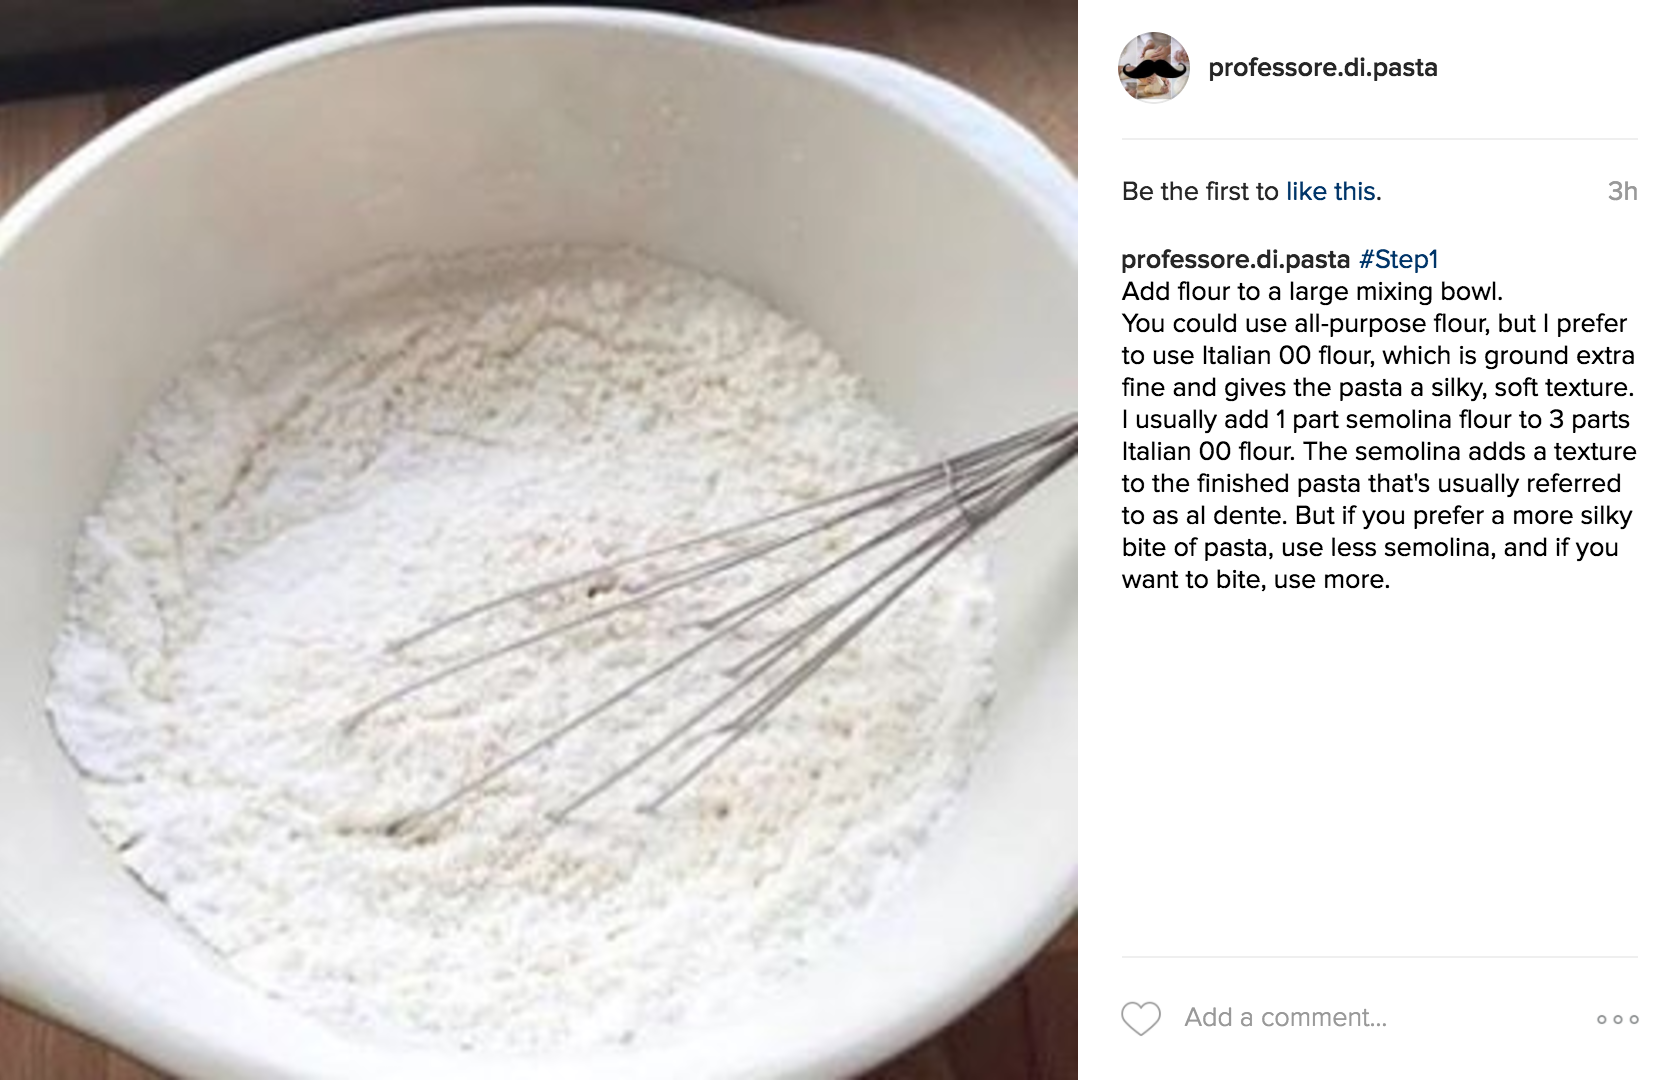 professore.di.pasta
Be the first to like this.
3h
professore.di.pasta #Step1
Add flour to a large mixing bowl.
You could use all-purpose flour, but I prefer
to use Italian 00 flour, which is ground extra
fine and gives the pasta a silky, soft texture.
I usually add 1 part semolina flour to 3 parts
Italian 00 flour. The semolina adds a texture
to the finished pasta that's usually referred
to as al dente. But if you prefer a more silky
bite of pasta, use less semolina, and if you
want to bite, use more.
Add a comment...